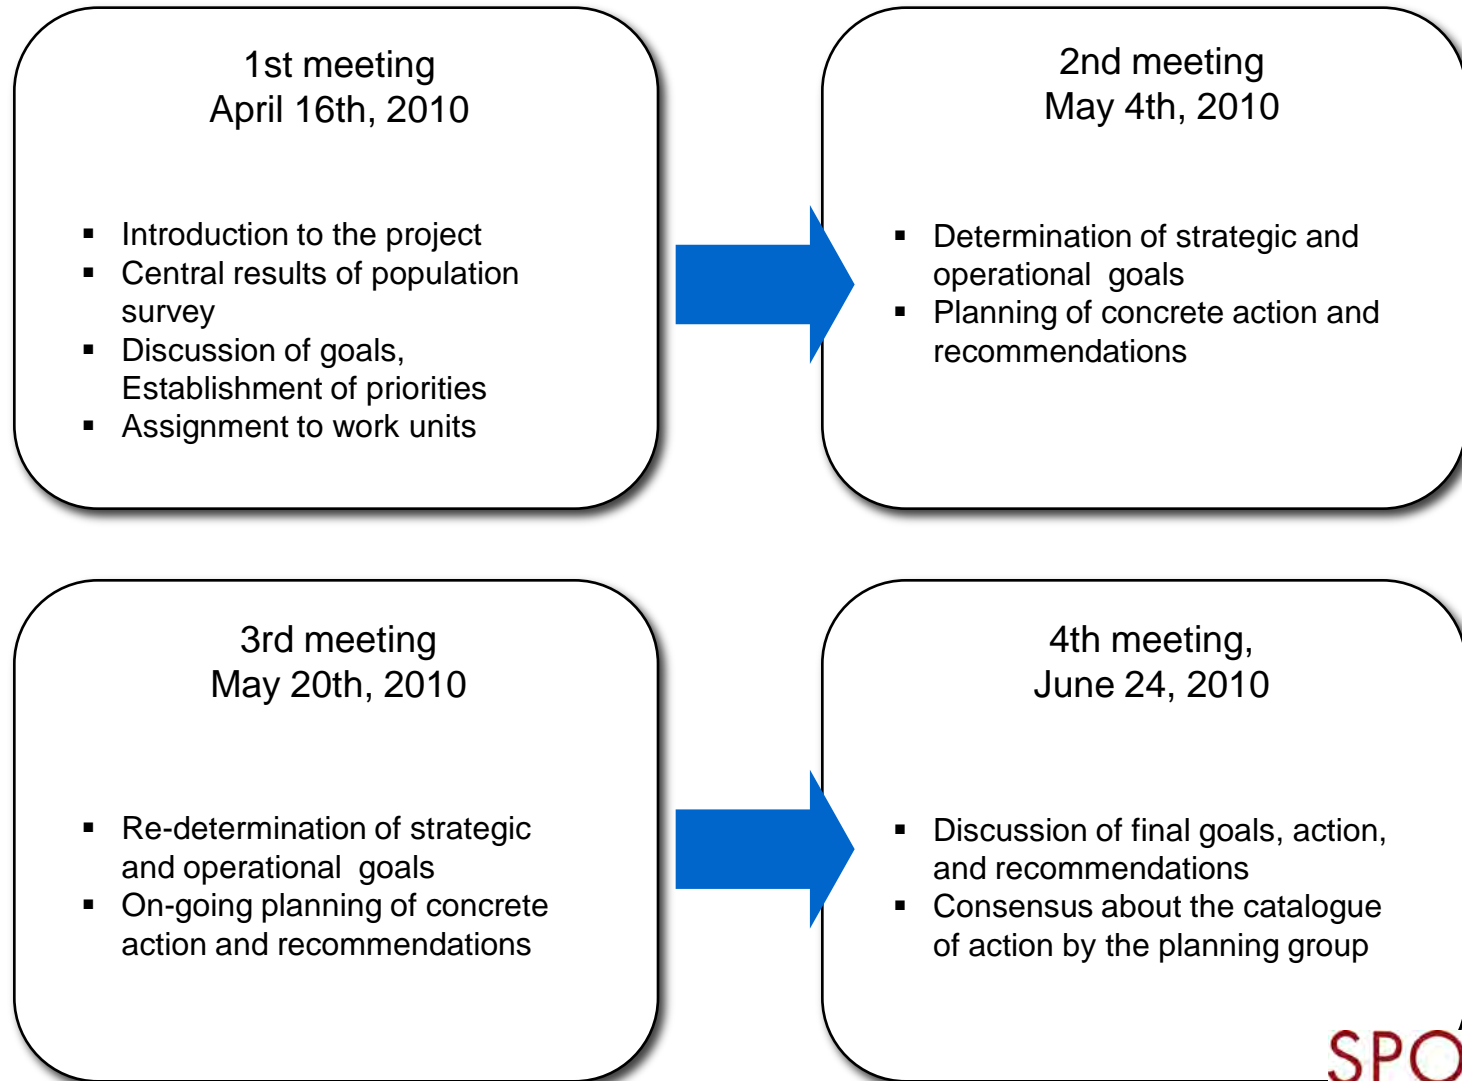 1st meeting
April 16th, 2010
▪ Introduction to the project
▪ Central results of population
survey
▪ Discussion of goals,
Establishment of priorities
▪ Assignment to work units
2nd meeting
May 4th, 2010
▪ Determination of strategic and
operational goals
▪ Planning of concrete action and
recommendations
3rd meeting
May 20th, 2010
▪ Re-determination of strategic
and operational goals
▪ On-going planning of concrete
action and recommendations
4th meeting,
June 24, 2010
▪ Discussion of final goals, action,
and recommendations
▪ Consensus about the catalogue
of action by the planning group
SPO